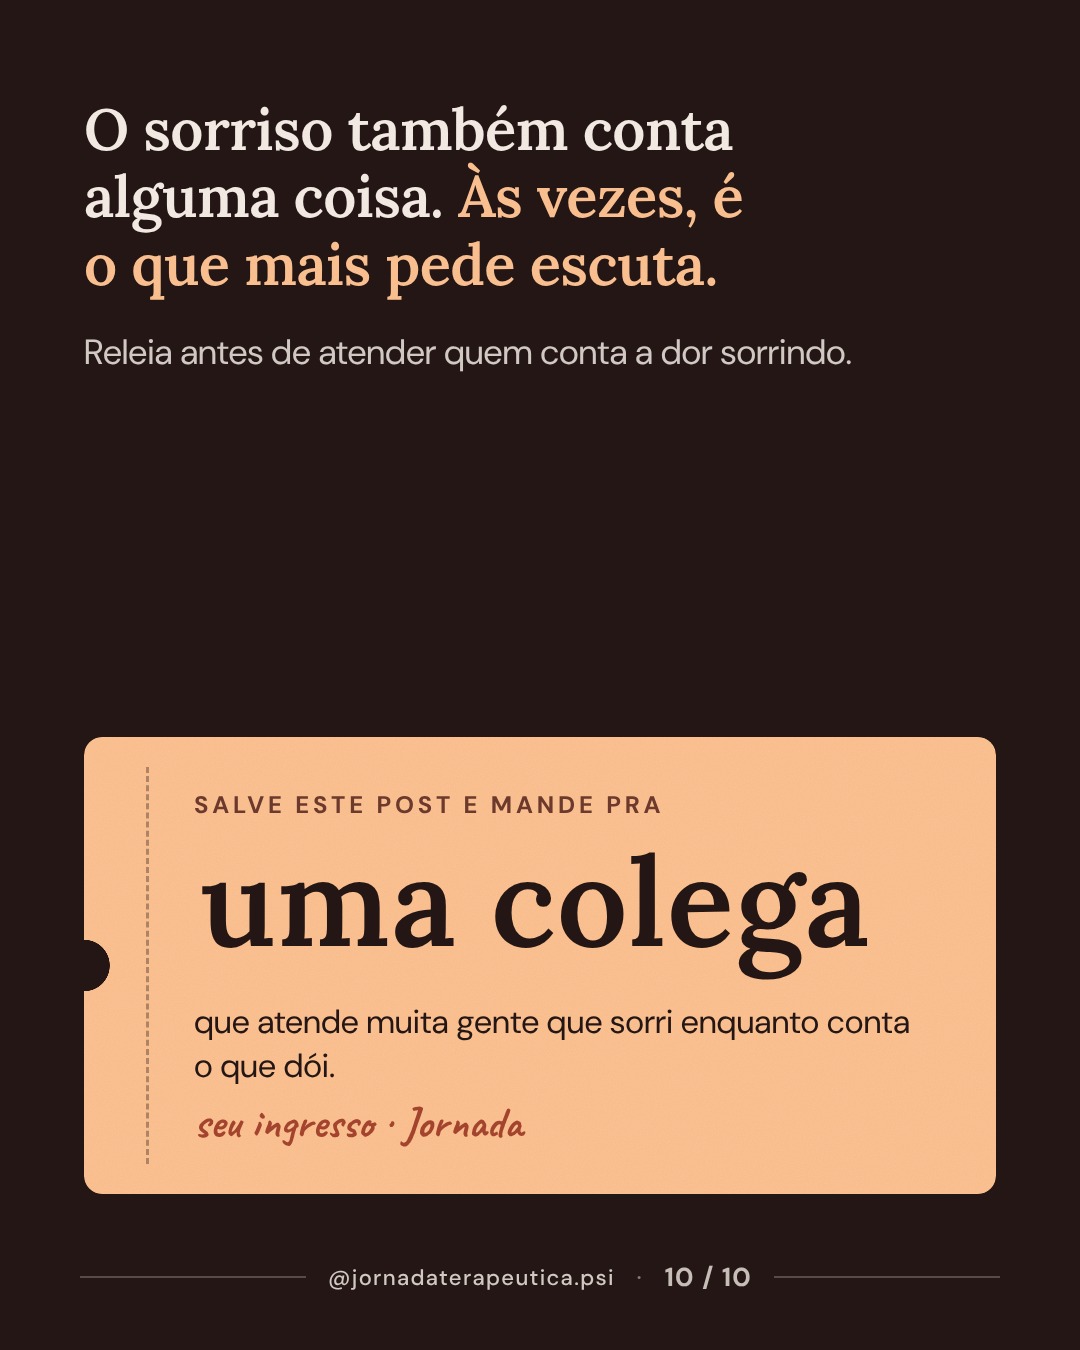 O sorriso também conta
alguma coisa. Às vezes, é
o que mais pede escuta.
Releia antes de atender quem conta a dor sorrindo.
SALVE ESTE POST E MANDE PRA
uma colega
que atende muita gente que sorri enquanto conta
o que dói.
seu ingresso · Jornada
@jornadaterapeutica.psi · 10 / 10